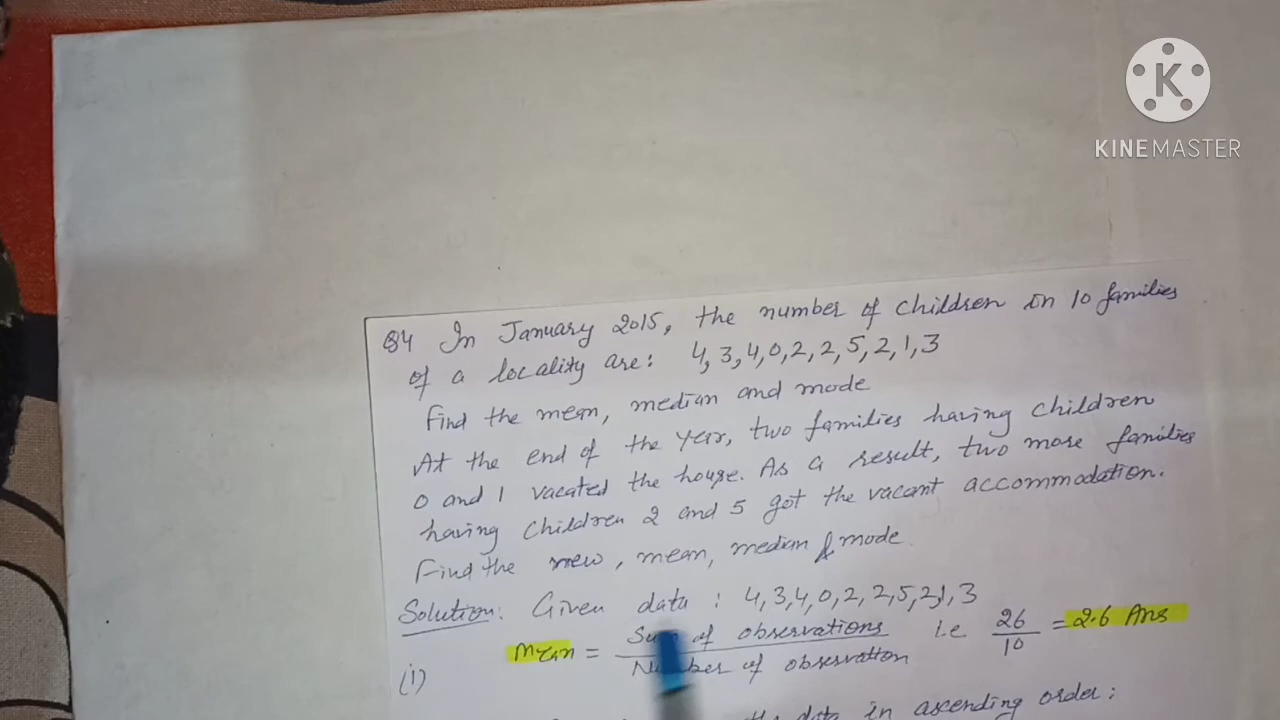 K
KINEMASTER
Q4 In January 2015, the number of children in 10 families
of a locality are: 4, 3, 4, 0, 2, 2, 5, 2, 1, 3
Find the mean, median and mode
At the end of the year, two families having children
0 and 1 vacated the house. As a result, two more families
having children 2 and 5 got the vacant accommodation.
Find the new, mean, median & mode.
Solution: Given data : 4, 3, 4, 0, 2, 2, 5, 2, 1, 3
(i) Mean = Sum of observations / Number of observation i.e 26/10 = 2.6 Ans
the data in ascending order: